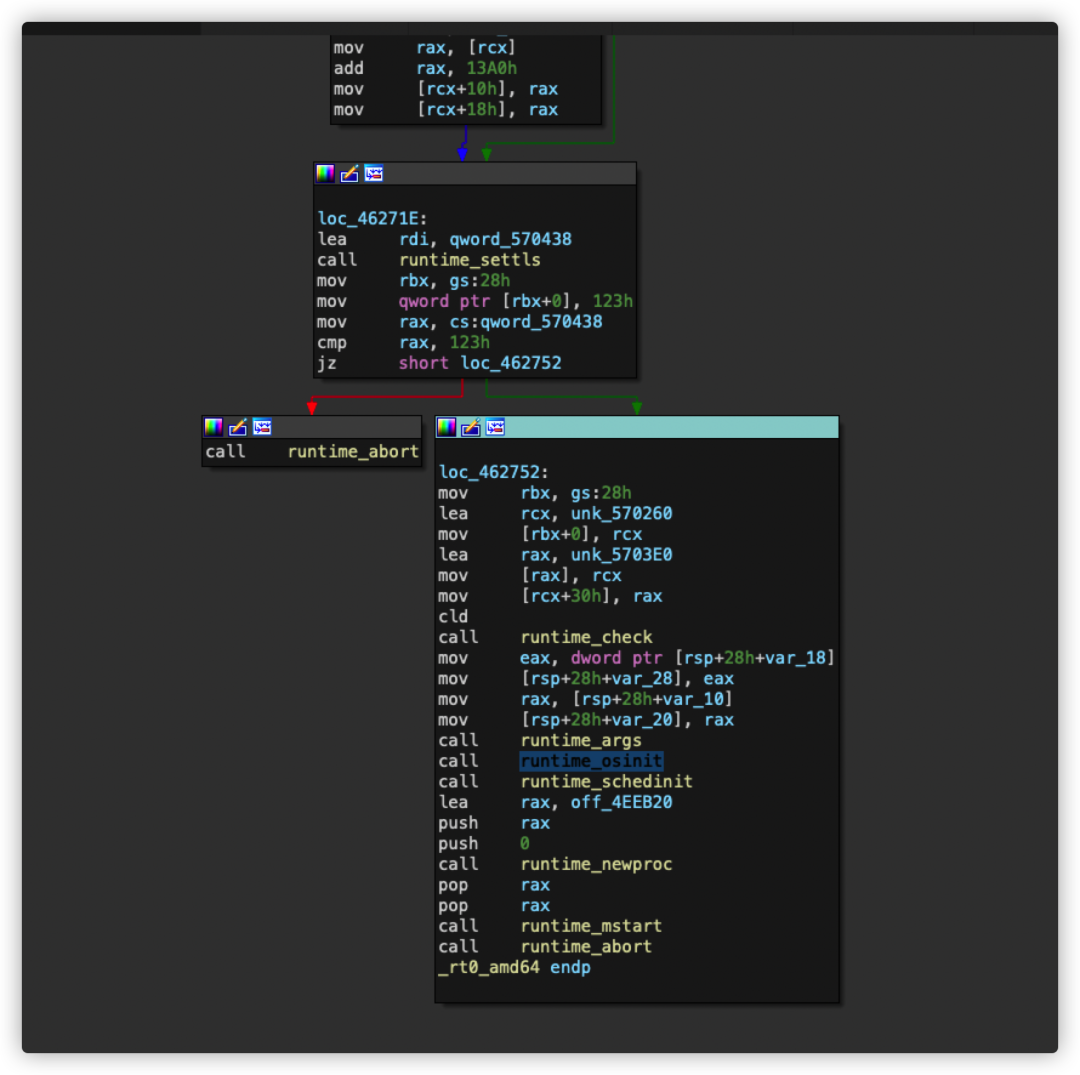 mov rax, [rcx]
add rax, 13A0h
mov [rcx+10h], rax
mov [rcx+18h], rax
loc_46271E:
lea rdi, qword_570438
call runtime_settls
mov rbx, gs:28h
mov qword ptr [rbx+0], 123h
mov rax, cs:qword_570438
cmp rax, 123h
jz short loc_462752
call runtime_abort
loc_462752:
mov rbx, gs:28h
lea rcx, unk_570260
mov [rbx+0], rcx
lea rax, unk_5703E0
mov [rax], rcx
mov [rcx+30h], rax
cld
call runtime_check
mov eax, dword ptr [rsp+28h+var_18]
mov [rsp+28h+var_28], eax
mov rax, [rsp+28h+var_10]
mov [rsp+28h+var_20], rax
call runtime_args
call runtime_osinit
call runtime_schedinit
lea rax, off_4EEB20
push rax
push 0
call runtime_newproc
pop rax
pop rax
call runtime_mstart
call runtime_abort
_rt0_amd64 endp